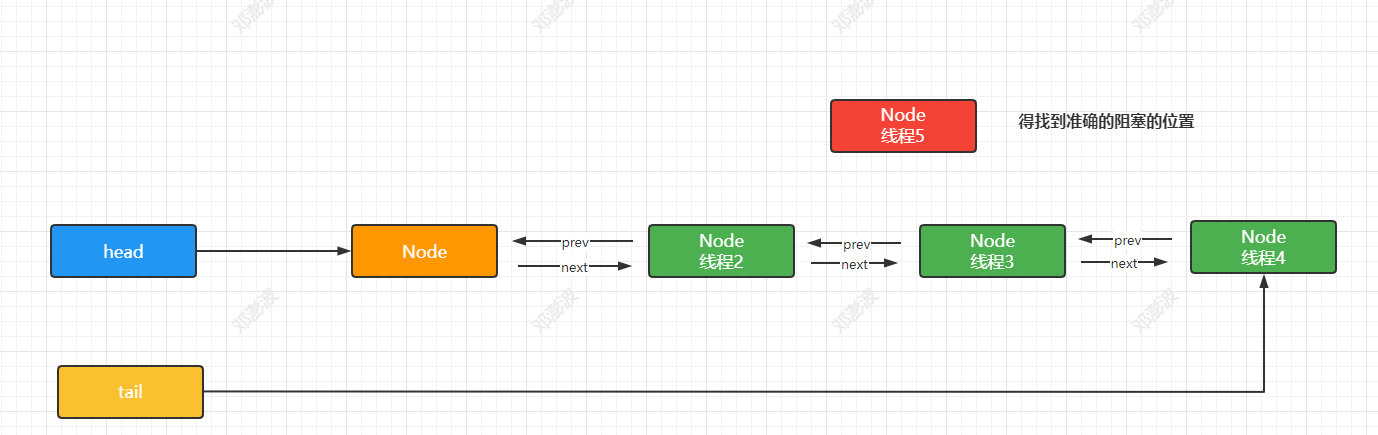 邓澎波
邓澎波
邓澎波
邓澎波
Node
线程5
得找到准确的阻塞的位置
head
Node
prev
next
Node
线程2
prev
next
Node
线程3
prev
next
Node
线程4
邓澎波
邓澎波
邓澎波
邓澎波
tail